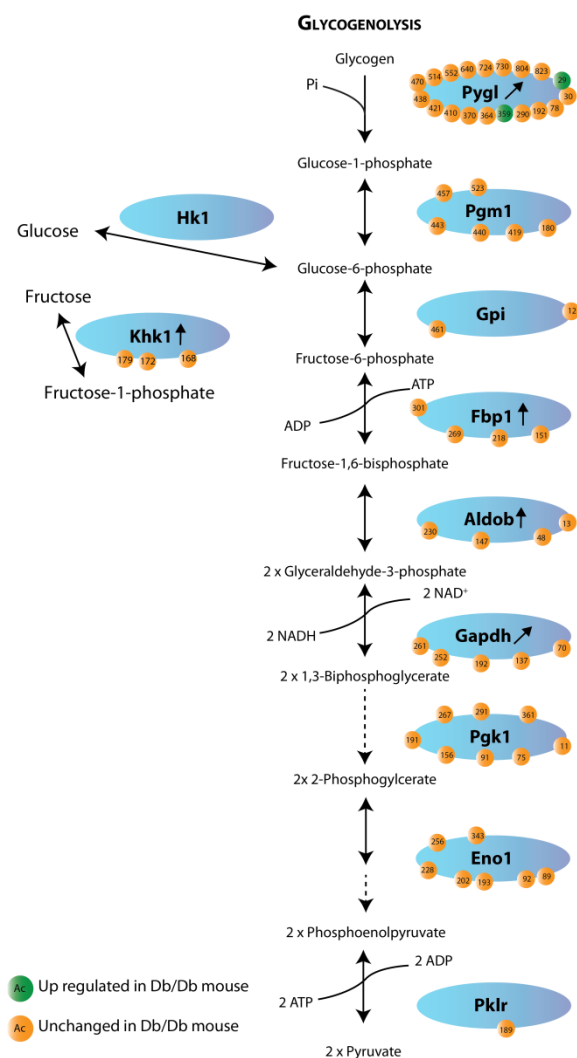 GLYCOGENOLYSIS
Glycogen
Pi
470 514 552 640 724 730 804 823 29
Pygl
438 421 410 370 364 359 290 192 78 30
Glucose-1-phosphate
457 523
Pgm1
443 440 419 180
Hk1
Glucose
Glucose-6-phosphate
Fructose
Khk1
179 172 168
Fructose-1-phosphate
Gpi
461 12
Fructose-6-phosphate
ATP
ADP
301
Fbp1
269 218 151
Fructose-1,6-bisphosphate
Aldob
230 147 48 13
2 x Glyceraldehyde-3-phosphate
2 NAD⁺
2 NADH
Gapdh
261 252 192 137 70
2 x 1,3-Biphosphoglycerate
267 291 361
Pgk1
191 156 91 75 11
2x 2-Phosphogylcerate
256 343
Eno1
228 202 193 92 89
2 x Phosphoenolpyruvate
2 ADP
2 ATP
Pklr
189
2 x Pyruvate
Ac Up regulated in Db/Db mouse
Ac Unchanged in Db/Db mouse